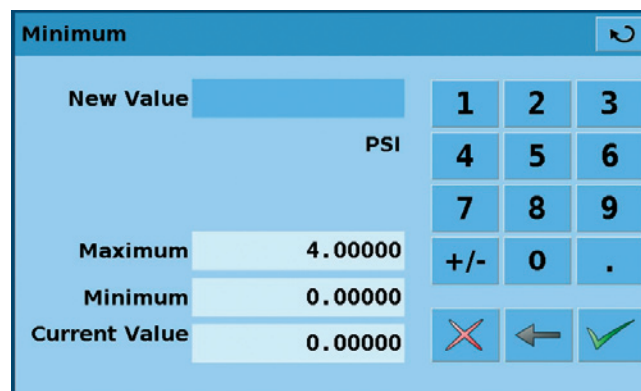 Minimum
New Value
PSI
Maximum 4.00000
Minimum 0.00000
Current Value 0.00000
1 2 3
4 5 6
7 8 9
+/- 0 .